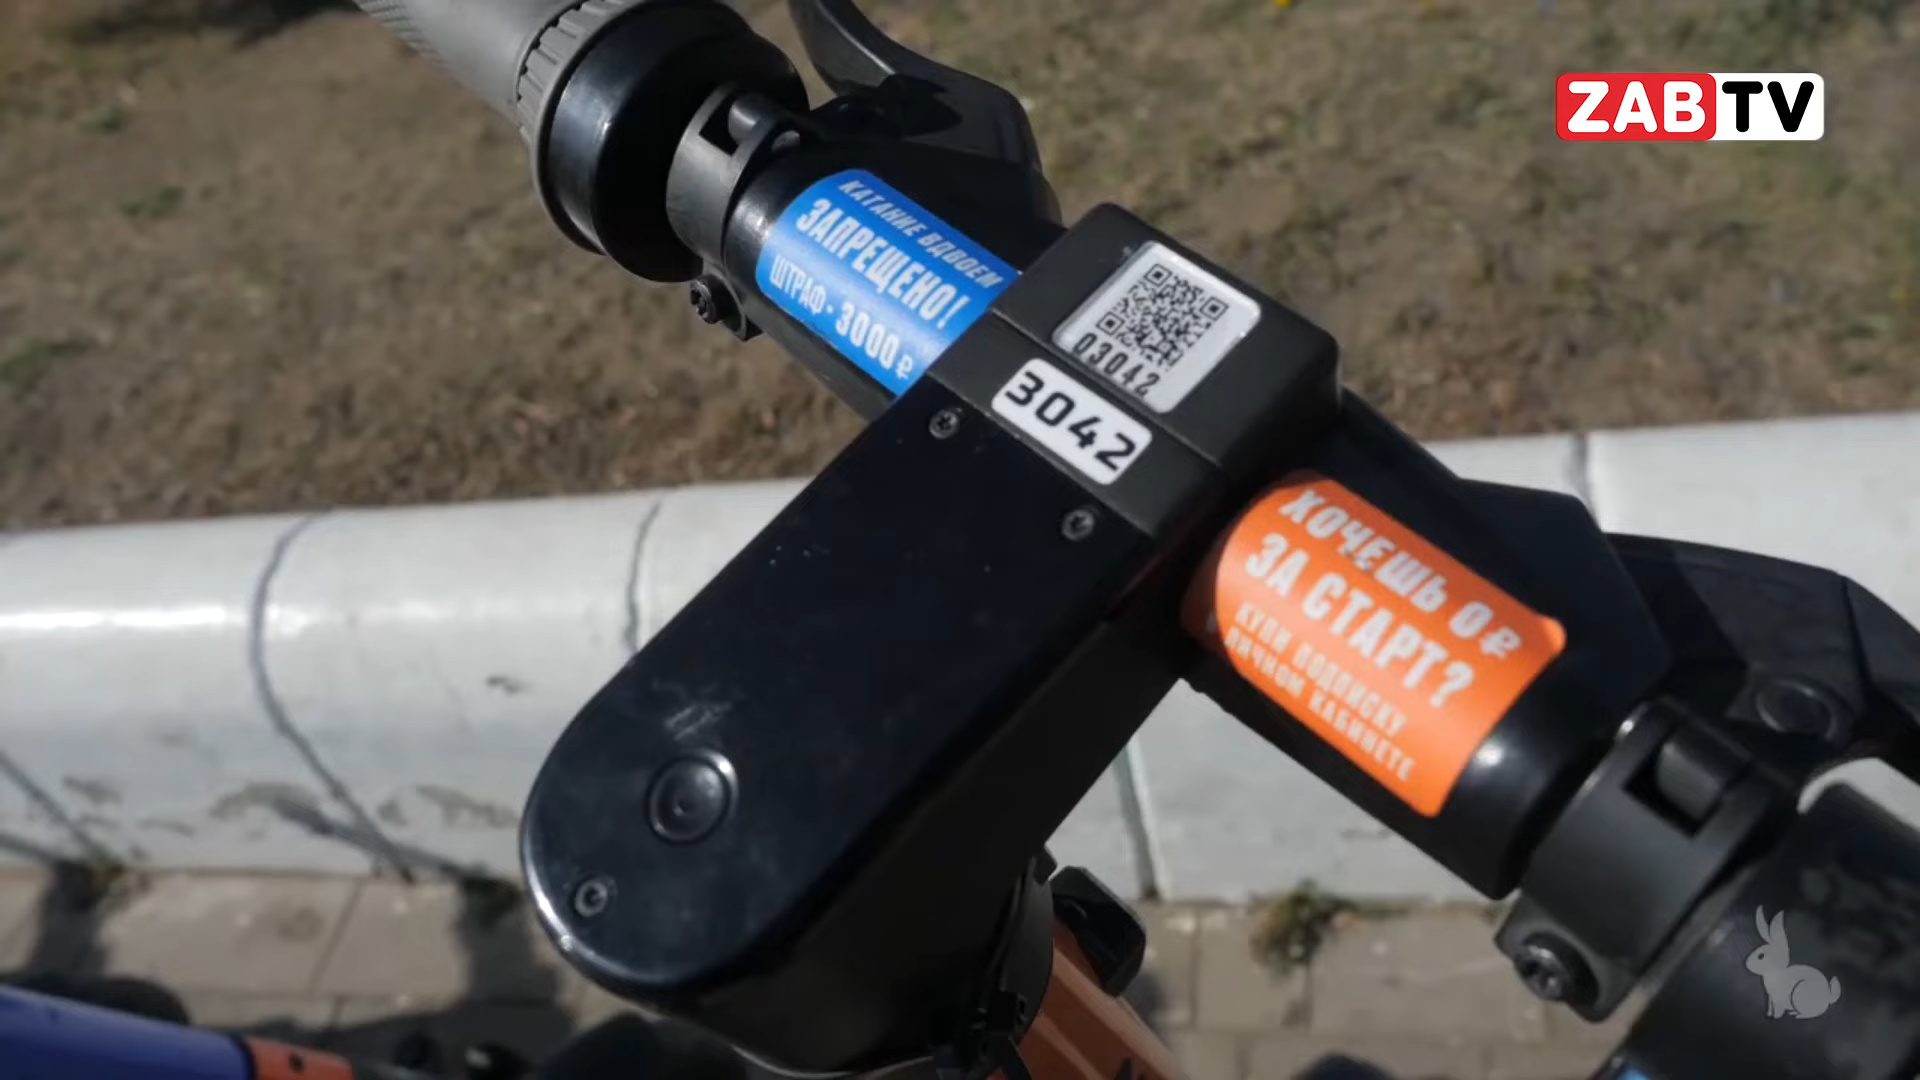 ZABTV
КАТАНИЕ ВДВОЕМ
ЗАПРЕЩЕНО!
ШТРАФ - 3000 ₽
03042
3042
ХОЧЕШЬ 0 ₽
ЗА СТАРТ?
КУПИ ПОДПИСКУ
В ЛИЧНОМ КАБИНЕТЕ